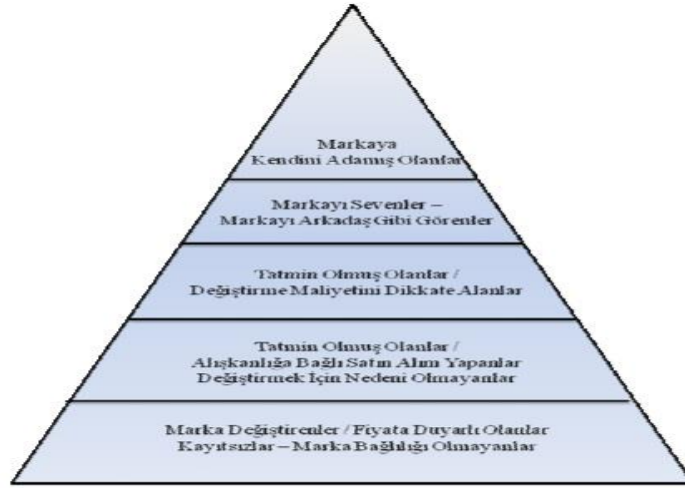 Markaya
Kendini Adamış Olanlar
Markayı Sevenler –
Markayı Arkadaş Gibi Görenler
Tatmin Olmuş Olanlar /
Değiştirme Maliyetini Dikkate Alanlar
Tatmin Olmuş Olanlar /
Alışkanlığa Bağlı Satın Alım Yapanlar
Değiştirmek İçin Nedeni Olmayanlar
Marka Değiştirenler / Fiyata Duyarlı Olanlar
Kayıtsızlar – Marka Bağlılığı Olmayanlar